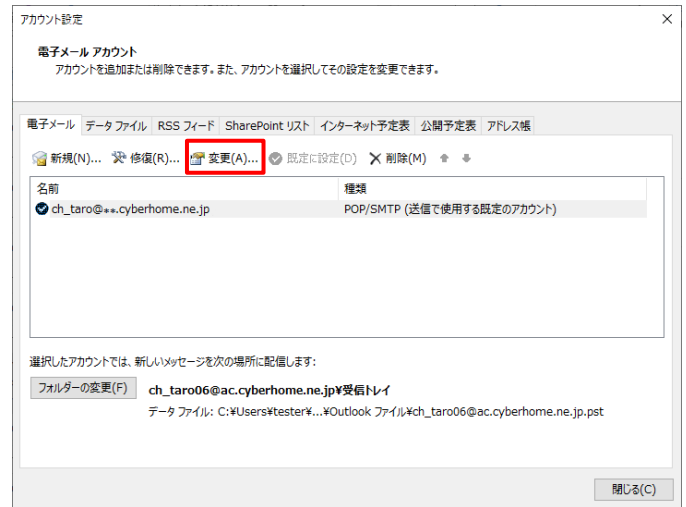 アカウント設定
電子メール アカウント
アカウントを追加または削除できます。また、アカウントを選択してその設定を変更できます。
電子メール データ ファイル RSS フィード SharePoint リスト インターネット予定表 公開予定表 アドレス帳
新規(N)... 修復(R)... 変更(A)... 既定に設定(D) 削除(M)
名前 種類
ch_taro@**.cyberhome.ne.jp POP/SMTP (送信で使用する既定のアカウント)
選択したアカウントでは、新しいメッセージを次の場所に配信します:
フォルダーの変更(F) ch_taro06@ac.cyberhome.ne.jp¥受信トレイ
データ ファイル: C:¥Users¥tester¥...¥Outlook ファイル¥ch_taro06@ac.cyberhome.ne.jp.pst
閉じる(C)